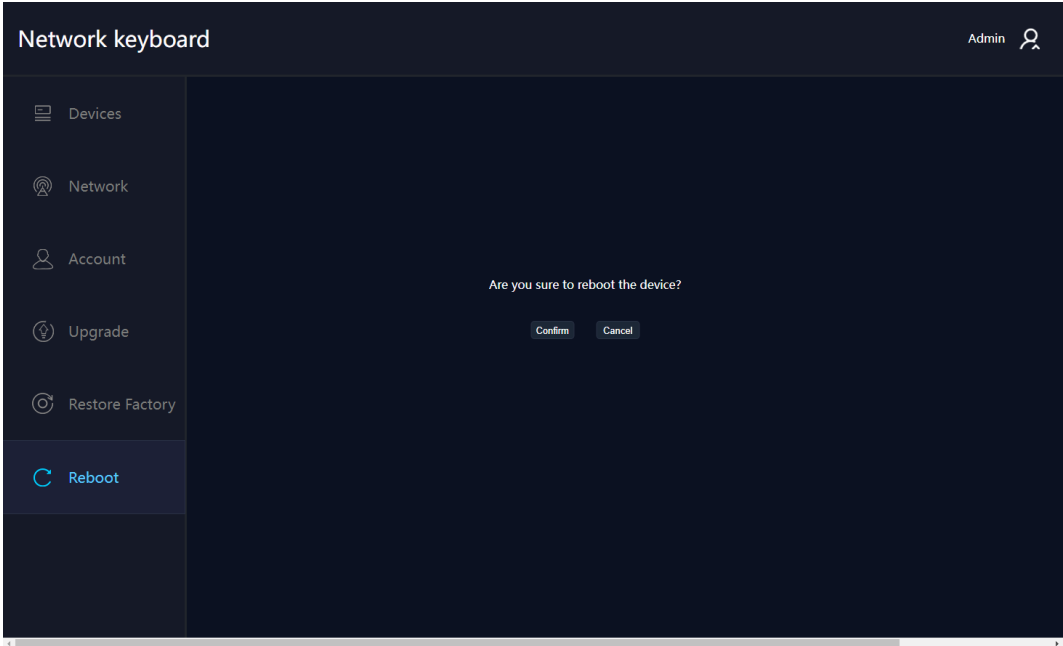 Network keyboard
Admin
Devices
Network
Account
Upgrade
Restore Factory
Reboot
Are you sure to reboot the device?
Confirm Cancel